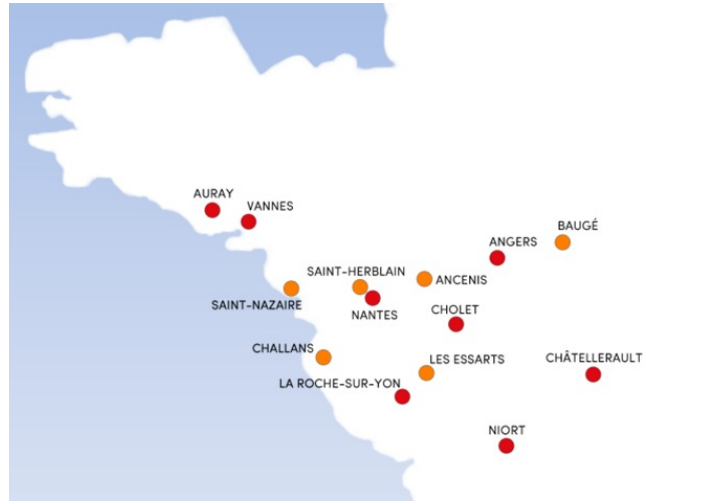 AURAY
VANNES
BAUGÉ
ANGERS
SAINT-HERBLAIN
ANCENIS
SAINT-NAZAIRE
NANTES
CHOLET
CHALLANS
LES ESSARTS
CHÂTELLERAULT
LA ROCHE-SUR-YON
NIORT